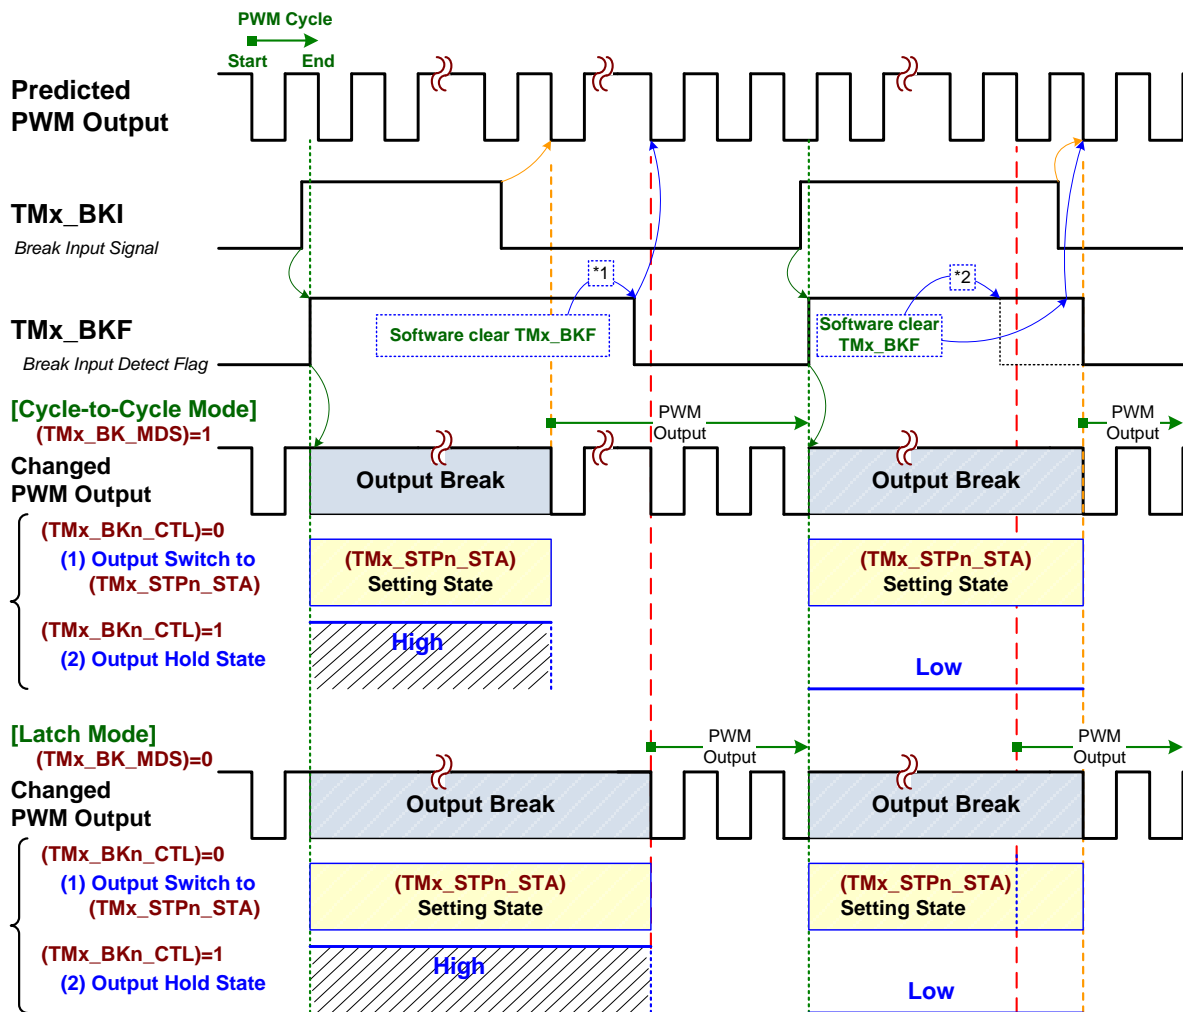 PWM Cycle
Start
End
Predicted
PWM Output
TMx_BKI
Break Input Signal
*1
*2
TMx_BKF
Break Input Detect Flag
Software clear TMx_BKF
Software clear
TMx_BKF
[Cycle-to-Cycle Mode]
(TMx_BK_MDS)=1
PWM
Output
PWM
Output
Changed
PWM Output
Output Break
Output Break
(TMx_BKn_CTL)=0
(1) Output Switch to
(TMx_STPn_STA)
(TMx_STPn_STA)
Setting State
(TMx_STPn_STA)
Setting State
(TMx_BKn_CTL)=1
(2) Output Hold State
High
Low
[Latch Mode]
(TMx_BK_MDS)=0
PWM
Output
PWM
Output
Changed
PWM Output
Output Break
Output Break
(TMx_BKn_CTL)=0
(1) Output Switch to
(TMx_STPn_STA)
(TMx_STPn_STA)
Setting State
(TMx_STPn_STA)
Setting State
(TMx_BKn_CTL)=1
(2) Output Hold State
High
Low